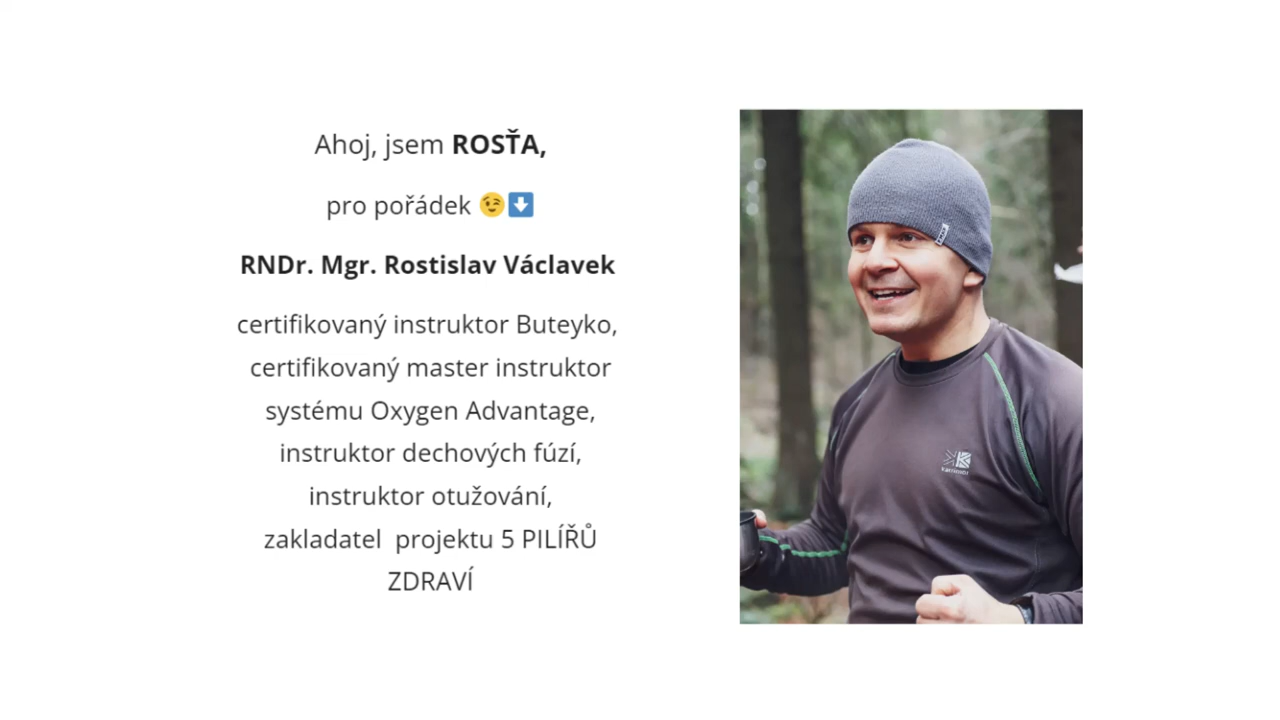 Ahoj, jsem ROSŤA,
pro pořádek 😉⬇️
RNDr. Mgr. Rostislav Václavek
certifikovaný instruktor Buteyko,
certifikovaný master instruktor
systému Oxygen Advantage,
instruktor dechových fúzí,
instruktor otužování,
zakladatel  projektu 5 PILÍŘŮ
ZDRAVÍ
karrimor